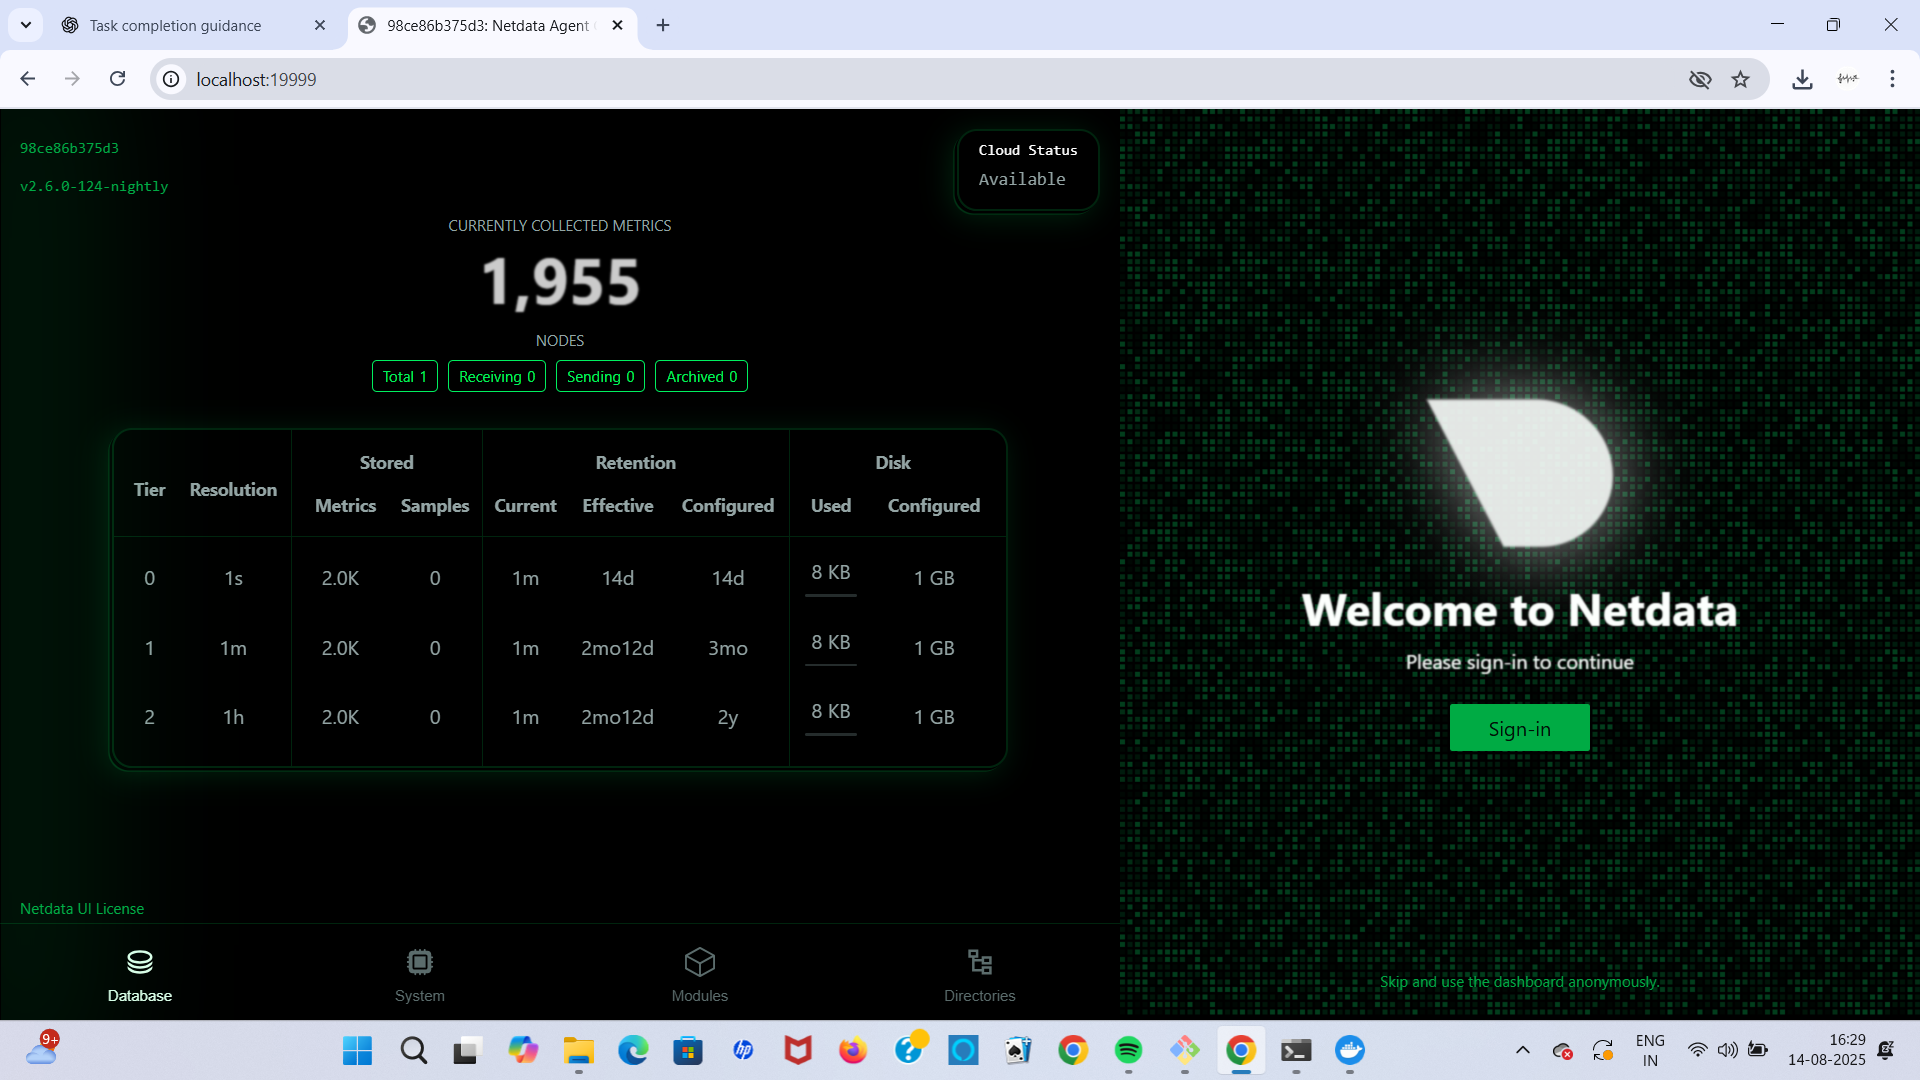 Task completion guidance
98ce86b375d3: Netdata Agent
localhost:19999
98ce86b375d3
v2.6.0-124-nightly
Cloud Status
Available
CURRENTLY COLLECTED METRICS
1,955
NODES
Total 1 Receiving 0 Sending 0 Archived 0
Stored Retention Disk
Tier Resolution
Metrics Samples Current Effective Configured Used Configured
0 1s 2.0K 0 1m 14d 14d 8 KB 1 GB
1 1m 2.0K 0 1m 2mo12d 3mo 8 KB 1 GB
2 1h 2.0K 0 1m 2mo12d 2y 8 KB 1 GB
Netdata UI License
Database System Modules Directories
Welcome to Netdata
Please sign-in to continue
Sign-in
Skip and use the dashboard anonymously.
9+
hp
ENG
IN
16:29
14-08-2025